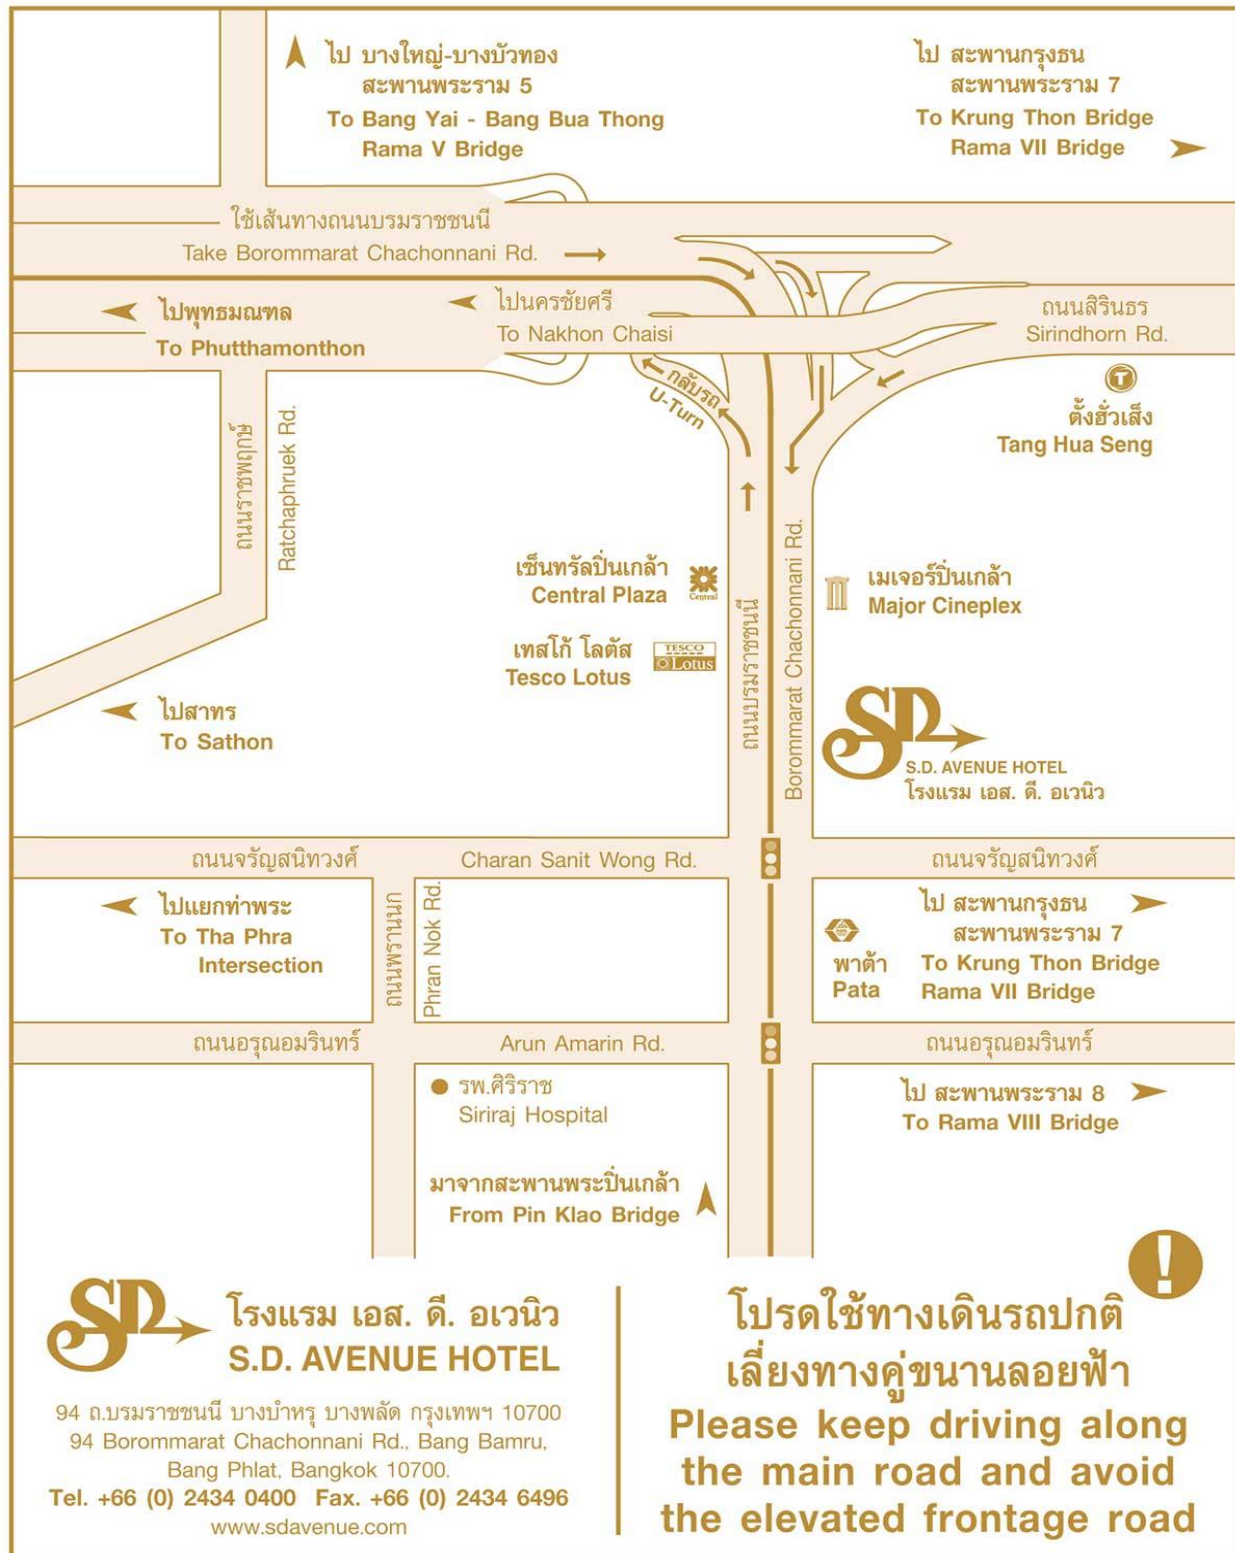 ไป บางใหญ่-บางบัวทอง
สะพานพระราม 5
To Bang Yai - Bang Bua Thong
Rama V Bridge
ไป สะพานกรุงธน
สะพานพระราม 7
To Krung Thon Bridge
Rama VII Bridge
ใช้เส้นทางถนนบรมราชชนนี
Take Borommarat Chachonnani Rd.
ไปพุทธมณฑล
To Phutthamonthon
ไปนครชัยศรี
To Nakhon Chaisi
ถนนสิรินธร
Sirindhorn Rd.
กลับรถ
U-Turn
T
ตั้งฮั่วเส็ง
Tang Hua Seng
ถนนราชพฤกษ์
Ratchaphruek Rd.
เซ็นทรัลปิ่นเกล้า
Central Plaza
Central
เทสโก้ โลตัส
Tesco Lotus
TESCO
Lotus
ถนนบรมราชชนนี
Borommarat Chachonnani Rd.
เมเจอร์ปิ่นเกล้า
Major Cineplex
ไปสาทร
To Sathon
SD
S.D. AVENUE HOTEL
โรงแรม เอส. ดี. อเวนิว
ถนนจรัญสนิทวงศ์
Charan Sanit Wong Rd.
ถนนจรัญสนิทวงศ์
ไปแยกท่าพระ
To Tha Phra
Intersection
ถนนพรานนก
Phran Nok Rd.
พาต้า
Pata
ไป สะพานกรุงธน
สะพานพระราม 7
To Krung Thon Bridge
Rama VII Bridge
ถนนอรุณอมรินทร์
Arun Amarin Rd.
ถนนอรุณอมรินทร์
รพ.ศิริราช
Siriraj Hospital
ไป สะพานพระราม 8
To Rama VIII Bridge
มาจากสะพานพระปิ่นเกล้า
From Pin Klao Bridge
SD
โรงแรม เอส. ดี. อเวนิว
S.D. AVENUE HOTEL
94 ถ.บรมราชชนนี บางบำหรุ บางพลัด กรุงเทพฯ 10700
94 Borommarat Chachonnani Rd., Bang Bamru,
Bang Phlat, Bangkok 10700.
Tel. +66 (0) 2434 0400 Fax. +66 (0) 2434 6496
www.sdavenue.com
!
โปรดใช้ทางเดินรถปกติ
เลี่ยงทางคู่ขนานลอยฟ้า
Please keep driving along
the main road and avoid
the elevated frontage road